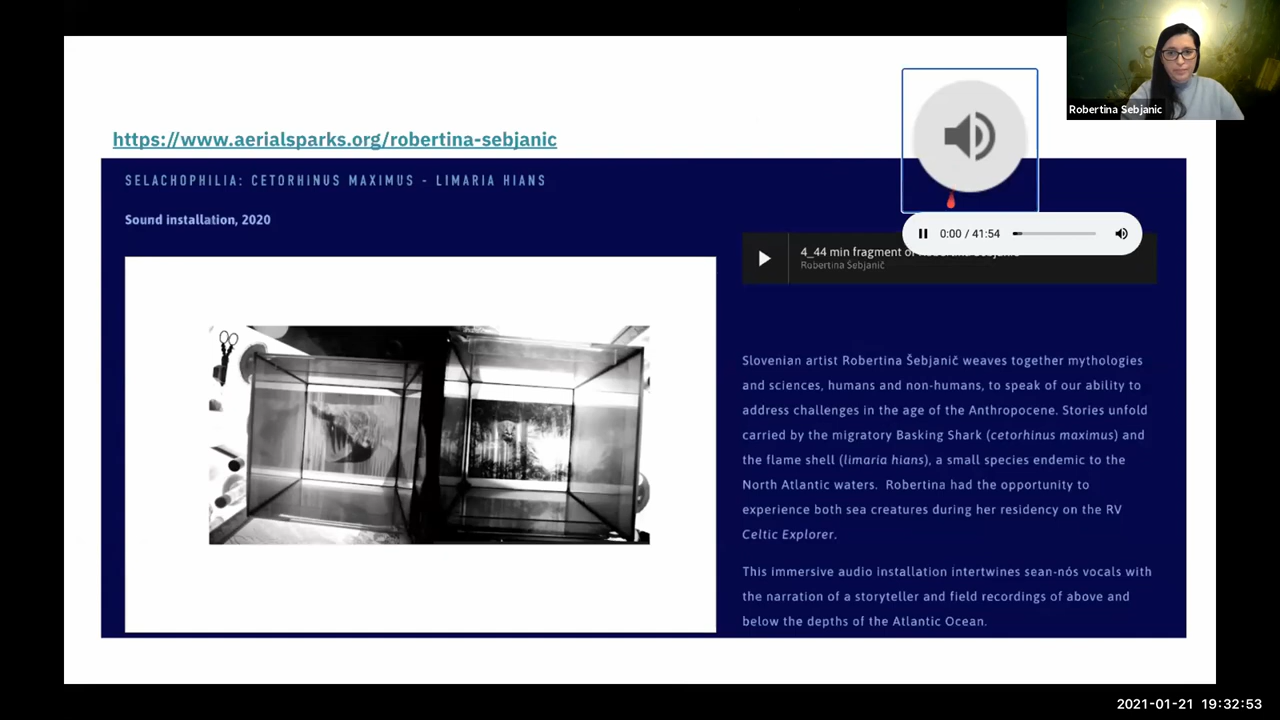 Robertina Sebjanic
https://www.aerialsparks.org/robertina-sebjanic
SELACHOPHILIA: CETORHINUS MAXIMUS - LIMARIA HIANS
Sound installation, 2020
0:00 / 41:54
4_44 min fragment of
Robertina Šebjanič
Slovenian artist Robertina Šebjanič weaves together mythologies
and sciences, humans and non-humans, to speak of our ability to
address challenges in the age of the Anthropocene. Stories unfold
carried by the migratory Basking Shark (cetorhinus maximus) and
the flame shell (limaria hians), a small species endemic to the
North Atlantic waters. Robertina had the opportunity to
experience both sea creatures during her residency on the RV
Celtic Explorer.
This immersive audio installation intertwines sean-nós vocals with
the narration of a storyteller and field recordings of above and
below the depths of the Atlantic Ocean.
2021-01-21 19:32:53